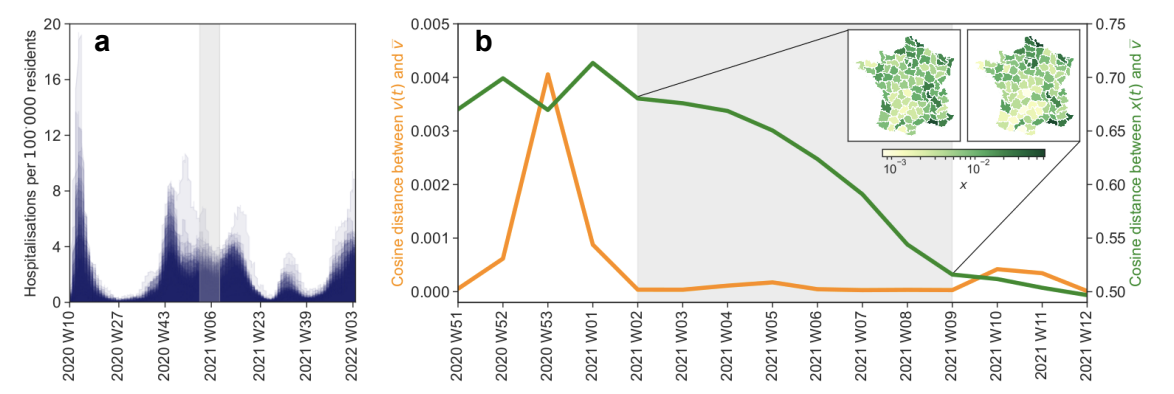 a
Hospitalisations per 100'000 residents
20
16
12
8
4
0
2020 W10
2020 W27
2020 W43
2021 W06
2021 W23
2021 W39
2022 W03
b
Cosine distance between v(t) and v̄
0.005
0.004
0.003
0.002
0.001
0.000
2020 W51
2020 W52
2020 W53
2021 W01
2021 W02
2021 W03
2021 W04
2021 W05
2021 W06
2021 W07
2021 W08
2021 W09
2021 W10
2021 W11
2021 W12
10⁻³
10⁻²
x
0.75
0.70
0.65
0.60
0.55
0.50
Cosine distance between x(t) and v̄